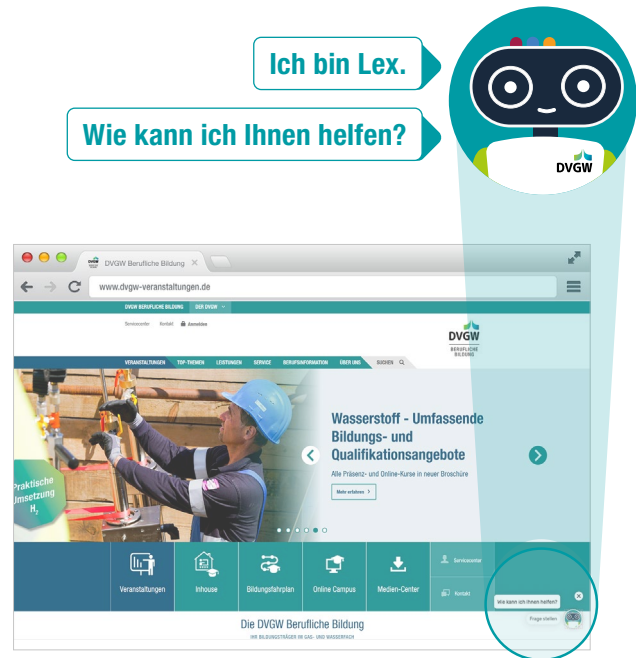 Ich bin Lex.
Wie kann ich Ihnen helfen?
DVGW
DVGW Berufliche Bildung
www.dvgw-veranstaltungen.de
DVGW BERUFLICHE BILDUNG DER DVGW
Servicecenter Kontakt Anmelden
DVGW
BERUFLICHE
BILDUNG
VERANSTALTUNGEN TOP-THEMEN LEISTUNGEN SERVICE BERUFSINFORMATION ÜBER UNS SUCHEN
Wasserstoff - Umfassende
Bildungs- und
Qualifikationsangebote
Alle Präsenz- und Online-Kurse in neuer Broschüre
Mehr erfahren
Praktische
Umsetzung
H₂
Veranstaltungen Inhouse Bildungsfahrplan Online Campus Medien-Center
Servicecenter
Kontakt
Wie kann ich Ihnen helfen?
Frage stellen
Die DVGW Berufliche Bildung
IHR BILDUNGSTRÄGER IM GAS- UND WASSERFACH